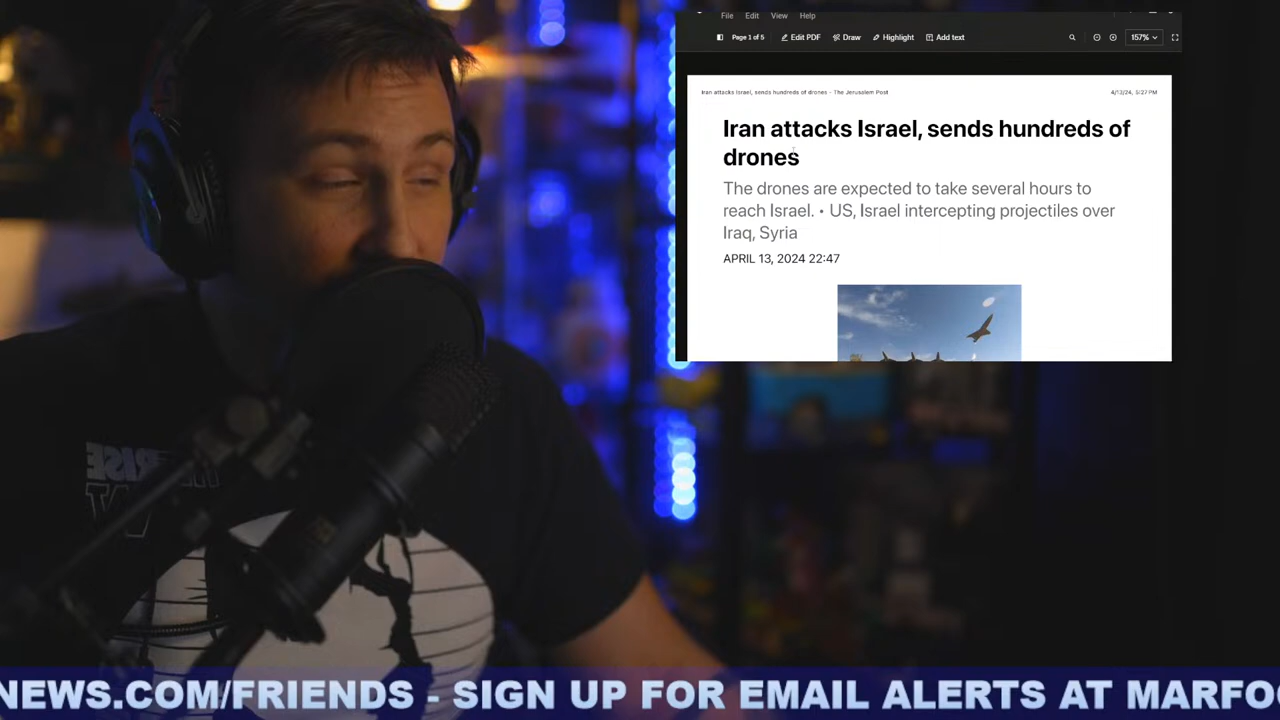 File Edit View Help
Page 1 of 5 Edit PDF Draw Highlight Add text 157%
Iran attacks Israel, sends hundreds of drones - The Jerusalem Post 4/13/24, 5:27 PM
Iran attacks Israel, sends hundreds of
drones
The drones are expected to take several hours to
reach Israel. • US, Israel intercepting projectiles over
Iraq, Syria
APRIL 13, 2024 22:47
NEWS.COM/FRIENDS - SIGN UP FOR EMAIL ALERTS AT MARFO